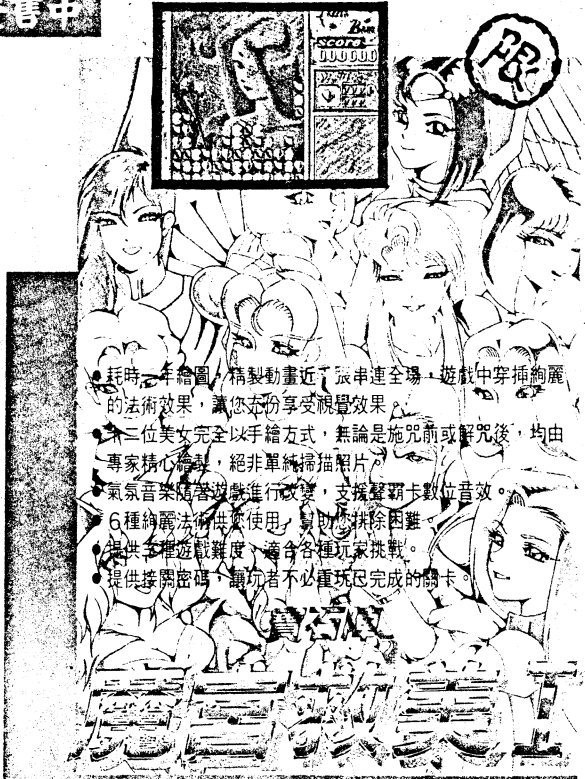 售中
Score
000000
限
●耗時一年繪圖,精製動畫近千張串連全場,遊戲中穿插絢麗
的法術效果,讓您充份享受視覺效果。
●十二位美女完全以手繪方式,無論是施咒前或解咒後,均由
專家精心繪製,絕非單純掃描照片。
●氣氛音樂隨著遊戲進行改變,支援聲霸卡數位音效。
●6種絢麗法術供您使用,幫助您排除困難。
●提供三種遊戲難度,適合各種玩家挑戰。
●提供接關密碼,讓玩者不必重玩已完成的關卡。
寶石魔